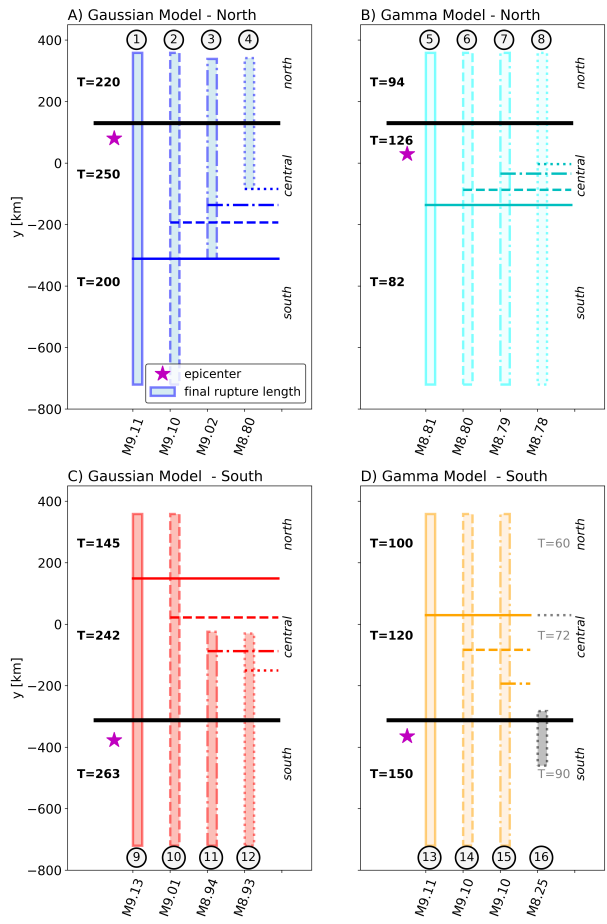 A) Gaussian Model - North
B) Gamma Model - North
y [km]
400
200
0
−200
−400
−600
−800
1
2
3
4
T=220
T=250
T=200
north
central
south
epicenter
final rupture length
M9.11
M9.10
M9.02
M8.80
5
6
7
8
T=94
T=126
T=82
north
central
south
M8.81
M8.80
M8.79
M8.78
C) Gaussian Model  - South
D) Gamma Model  - South
y [km]
400
200
0
−200
−400
−600
−800
T=145
T=242
T=263
north
central
south
9
10
11
12
M9.13
M9.01
M8.94
M8.93
T=100
T=120
T=150
T=60
T=72
T=90
north
central
south
13
14
15
16
M9.11
M9.10
M9.10
M8.25